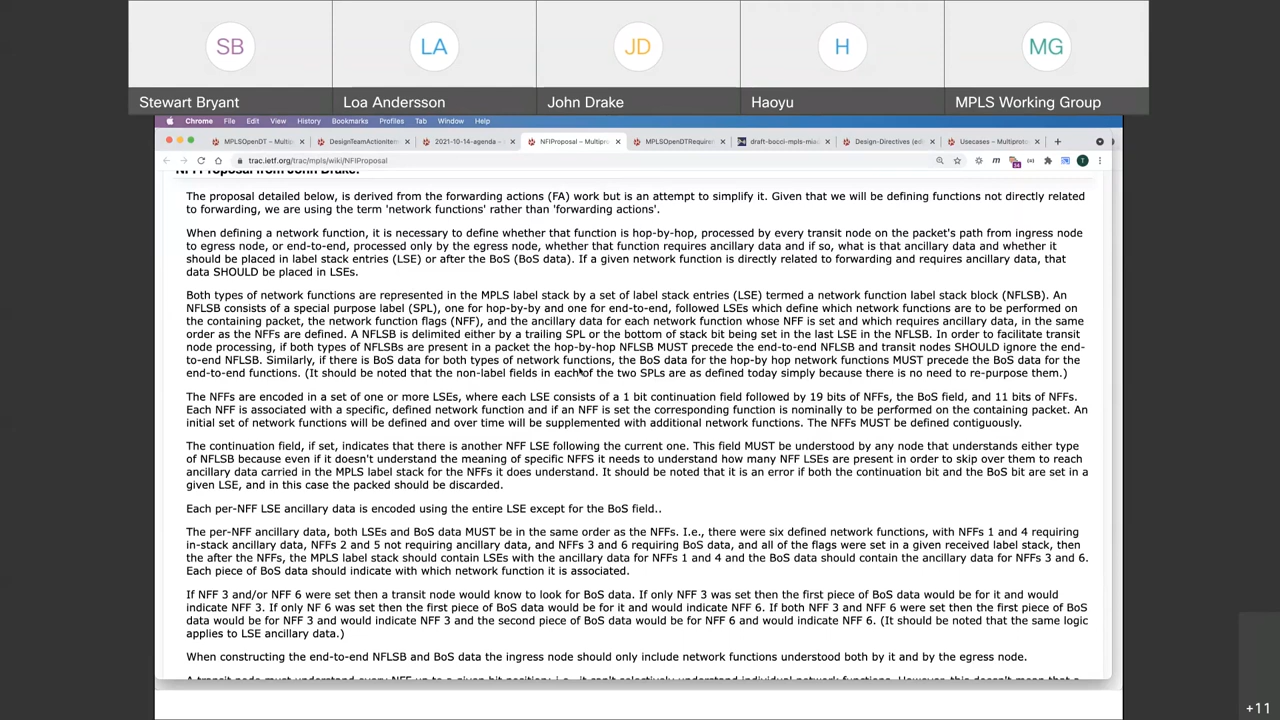 SB
LA
JD
H
MG
Stewart Bryant
Loa Andersson
John Drake
Haoyu
MPLS Working Group
Chrome File Edit View History Bookmarks Profiles Tab Window Help
MPLSOpenDT – Multip DesignTeamActionItem 2021-10-14-agenda – NFIProposal – Multipro MPLSOpenDTRequire draft-bocci-mpls-mia Design-Directives (edi Usecases – Multiproto
trac.ietf.org/trac/mpls/wiki/NFIProposal
Proposal from John Drake:
The proposal detailed below, is derived from the forwarding actions (FA) work but is an attempt to simplify it. Given that we will be defining functions not directly related
to forwarding, we are using the term 'network functions' rather than 'forwarding actions'.
When defining a network function, it is necessary to define whether that function is hop-by-hop, processed by every transit node on the packet's path from ingress node
to egress node, or end-to-end, processed only by the egress node, whether that function requires ancillary data and if so, what is that ancillary data and whether it
should be placed in label stack entries (LSE) or after the BoS (BoS data). If a given network function is directly related to forwarding and requires ancillary data, that
data SHOULD be placed in LSEs.
Both types of network functions are represented in the MPLS label stack by a set of label stack entries (LSE) termed a network function label stack block (NFLSB). An
NFLSB consists of a special purpose label (SPL), one for hop-by-by and one for end-to-end, followed LSEs which define which network functions are to be performed on
the containing packet, the network function flags (NFF), and the ancillary data for each network function whose NFF is set and which requires ancillary data, in the same
order as the NFFs are defined. A NFLSB is delimited either by a trailing SPL or the bottom of stack bit being set in the last LSE in the NFLSB. In order to facilitate transit
node processing, if both types of NFLSBs are present in a packet the hop-by-hop NFLSB MUST precede the end-to-end NFLSB and transit nodes SHOULD ignore the end-
to-end NFLSB. Similarly, if there is BoS data for both types of network functions, the BoS data for the hop-by hop network functions MUST precede the BoS data for the
end-to-end functions. (It should be noted that the non-label fields in each of the two SPLs are as defined today simply because there is no need to re-purpose them.)
The NFFs are encoded in a set of one or more LSEs, where each LSE consists of a 1 bit continuation field followed by 19 bits of NFFs, the BoS field, and 11 bits of NFFs.
Each NFF is associated with a specific, defined network function and if an NFF is set the corresponding function is nominally to be performed on the containing packet. An
initial set of network functions will be defined and over time will be supplemented with additional network functions. The NFFs MUST be defined contiguously.
The continuation field, if set, indicates that there is another NFF LSE following the current one. This field MUST be understood by any node that understands either type
of NFLSB because even if it doesn't understand the meaning of specific NFFS it needs to understand how many NFF LSEs are present in order to skip over them to reach
ancillary data carried in the MPLS label stack for the NFFs it does understand. It should be noted that it is an error if both the continuation bit and the BoS bit are set in a
given LSE, and in this case the packed should be discarded.
Each per-NFF LSE ancillary data is encoded using the entire LSE except for the BoS field..
The per-NFF ancillary data, both LSEs and BoS data MUST be in the same order as the NFFs. I.e., there were six defined network functions, with NFFs 1 and 4 requiring
in-stack ancillary data, NFFs 2 and 5 not requiring ancillary data, and NFFs 3 and 6 requiring BoS data, and all of the flags were set in a given received label stack, then
the after the NFFs, the MPLS label stack should contain LSEs with the ancillary data for NFFs 1 and 4 and the BoS data should contain the ancillary data for NFFs 3 and 6.
Each piece of BoS data should indicate with which network function it is associated.
If NFF 3 and/or NFF 6 were set then a transit node would know to look for BoS data. If only NFF 3 was set then the first piece of BoS data would be for it and would
indicate NFF 3. If only NF 6 was set then the first piece of BoS data would be for it and would indicate NFF 6. If both NFF 3 and NFF 6 were set then the first piece of BoS
data would be for NFF 3 and would indicate NFF 3 and the second piece of BoS data would be for NFF 6 and would indicate NFF 6. (It should be noted that the same logic
applies to LSE ancillary data.)
When constructing the end-to-end NFLSB and BoS data the ingress node should only include network functions understood both by it and by the egress node.
+11